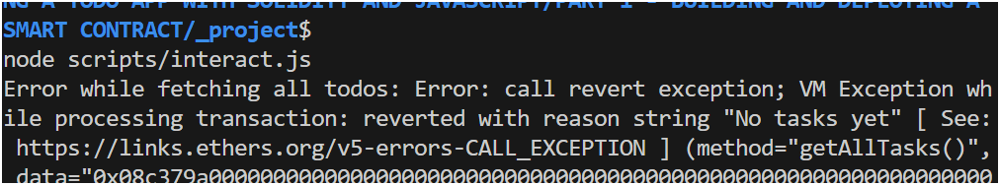 NG A TODO APP WITH SOLIDITY AND JAVASCRIPT/PART 1 - BUILDING AND DEPLOYING A
SMART CONTRACT/_project$
node scripts/interact.js
Error while fetching all todos: Error: call revert exception; VM Exception wh
ile processing transaction: reverted with reason string "No tasks yet" [ See:
 https://links.ethers.org/v5-errors-CALL_EXCEPTION ] (method="getAllTasks()",
 data="0x08c379a00000000000000000000000000000000000000000000000000000000000